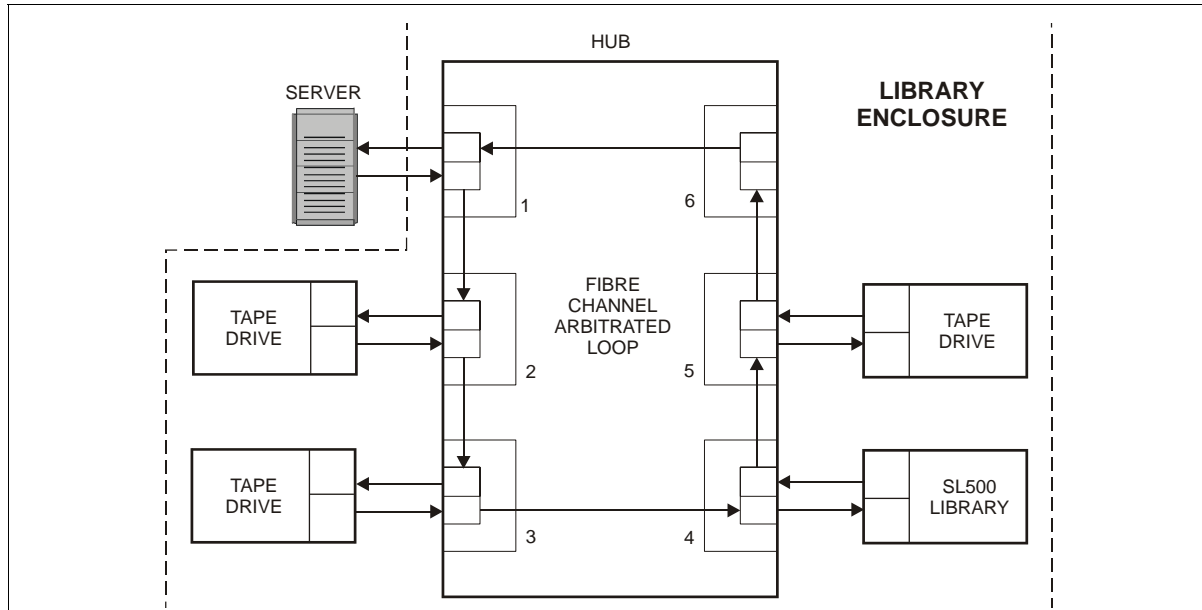 HUB
SERVER
LIBRARY
ENCLOSURE
1
6
FIBRE
CHANNEL
ARBITRATED
LOOP
TAPE
DRIVE
2
5
TAPE
DRIVE
TAPE
DRIVE
3
4
SL500
LIBRARY